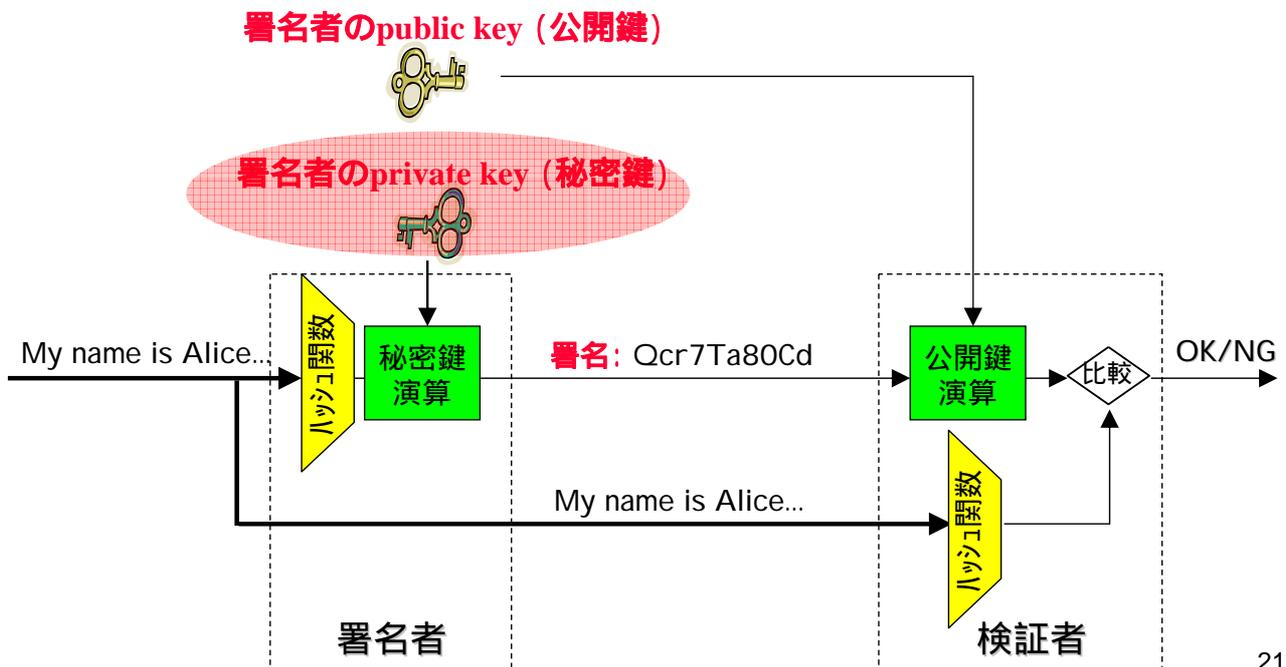 署名者のpublic key (公開鍵)
署名者のprivate key (秘密鍵)
My name is Alice...
ハッシュ関数
秘密鍵
演算
署名: Qcr7Ta80Cd
公開鍵
演算
比較
OK/NG
My name is Alice...
ハッシュ関数
署名者
検証者
21